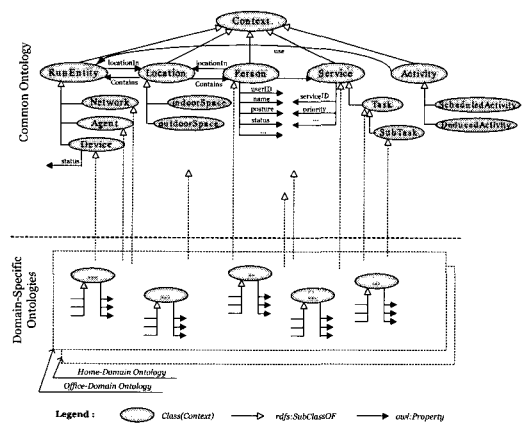 Context
use
Common Ontology
locationIn
locationIn
RunEntity
Location
Person
Service
Activity
Contains
Contains
Network
indoorSpace
userID
serviceID
Task
ScheduledActivity
name
Agent
posture
priority
outdoorSpace
status
...
SubTask
DeducedActivity
Device
...
status
Domain-Specific
Ontologies
Home-Domain Ontology
Office-Domain Ontology
Legend :
Class(Context)
rdfs:SubClassOF
owl:Property